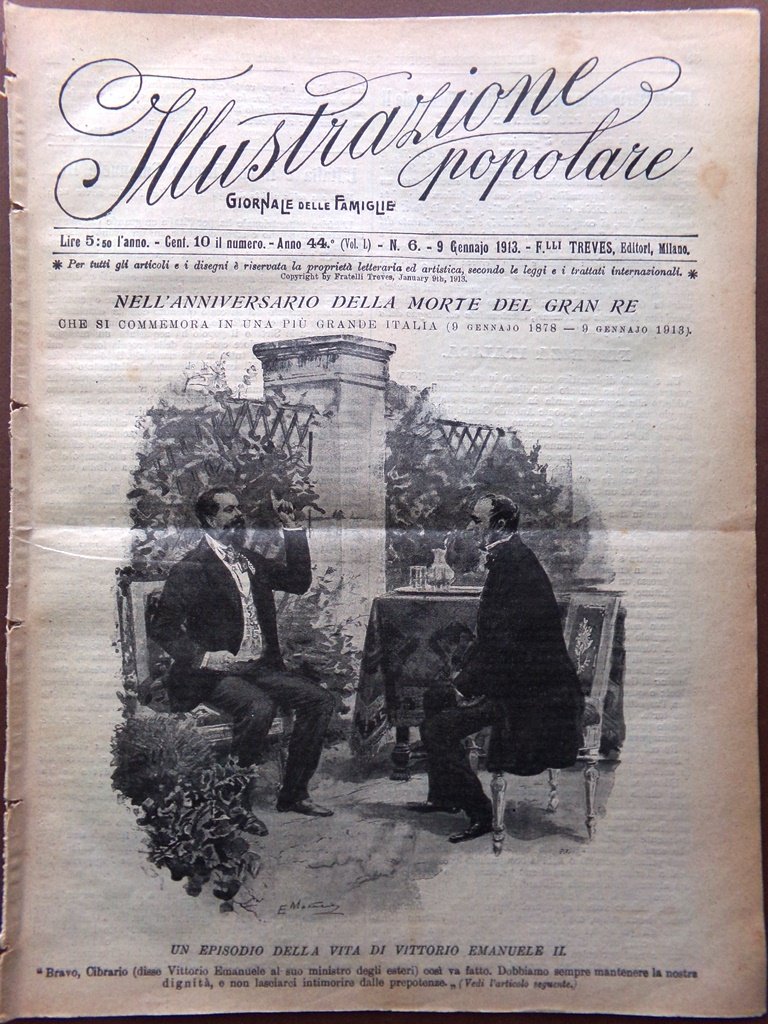 Illustrazione
popolare
GIORNALE DELLE FAMIGLIE
Lire 5:50 l'anno. - Cent. 10 il numero. - Anno 44.° (Vol. L) - N. 6. - 9 Gennajo 1913. - F.LLI TREVES, Editori, Milano.
* Per tutti gli articoli e i disegni è riservata la proprietà letteraria ed artistica, secondo le leggi e i trattati internazionali. *
Copyright by Fratelli Treves, January 9th, 1913.
NELL'ANNIVERSARIO DELLA MORTE DEL GRAN RE
CHE SI COMMEMORA IN UNA PIÙ GRANDE ITALIA (9 GENNAJO 1878 — 9 GENNAJO 1913).
UN EPISODIO DELLA VITA DI VITTORIO EMANUELE II.
"Bravo, Cibrario (disse Vittorio Emanuele al suo ministro degli esteri) così va fatto. Dobbiamo sempre mantenere la nostra
dignità, e non lasciarci intimorire dalle prepotenze. „ (Vedi l'articolo seguente.)